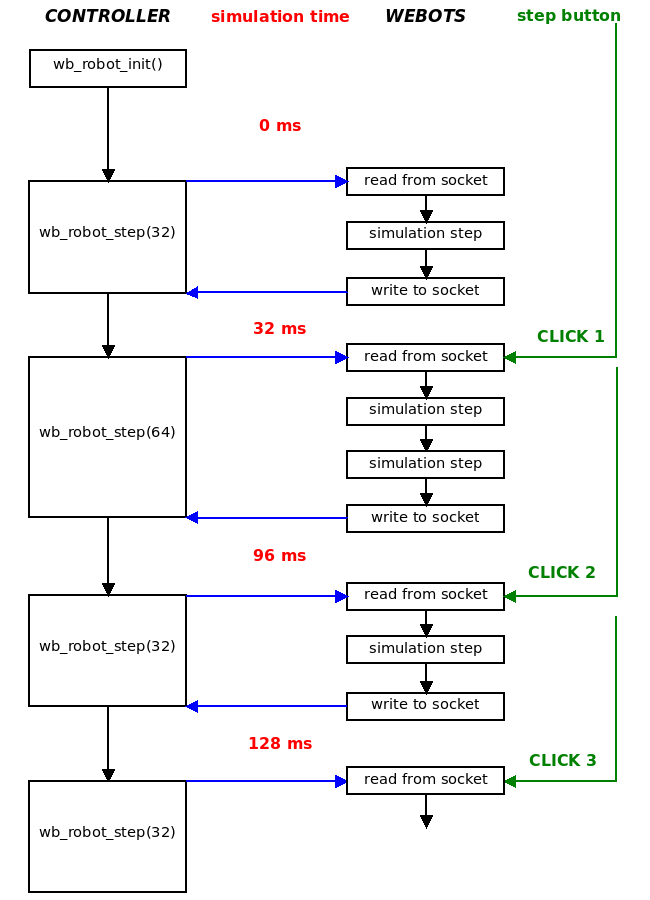 CONTROLLER simulation time WEBOTS step button
wb_robot_init()
0 ms
read from socket
wb_robot_step(32)
simulation step
write to socket
32 ms
CLICK 1
read from socket
simulation step
wb_robot_step(64)
simulation step
write to socket
96 ms
CLICK 2
read from socket
wb_robot_step(32)
simulation step
write to socket
128 ms
CLICK 3
read from socket
wb_robot_step(32)